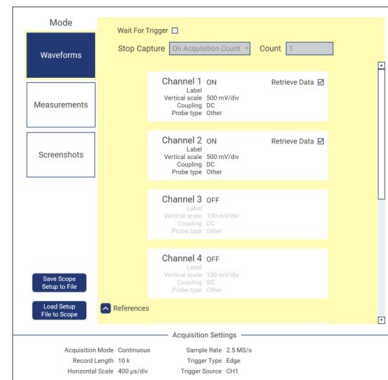 Mode
Wait For Trigger
Stop Capture On Acquisition Count Count 1
Waveforms
Measurements
Screenshots
Channel 1 ON Retrieve Data
Label
Vertical scale 500 mV/div
Coupling DC
Probe type Other
Channel 2 ON Retrieve Data
Label
Vertical scale 500 mV/div
Coupling DC
Probe type Other
Channel 3 OFF
Label
Vertical scale 100 mV/div
Coupling DC
Probe type Other
Channel 4 OFF
Label
Vertical scale 100 mV/div
Coupling DC
Probe type Other
Save Scope
Setup to File
Load Setup
File to Scope
References
Acquisition Settings
Acquisition Mode Continuous Sample Rate 2.5 MS/s
Record Length 10 k Trigger Type Edge
Horizontal Scale 400 µs/div Trigger Source CH1